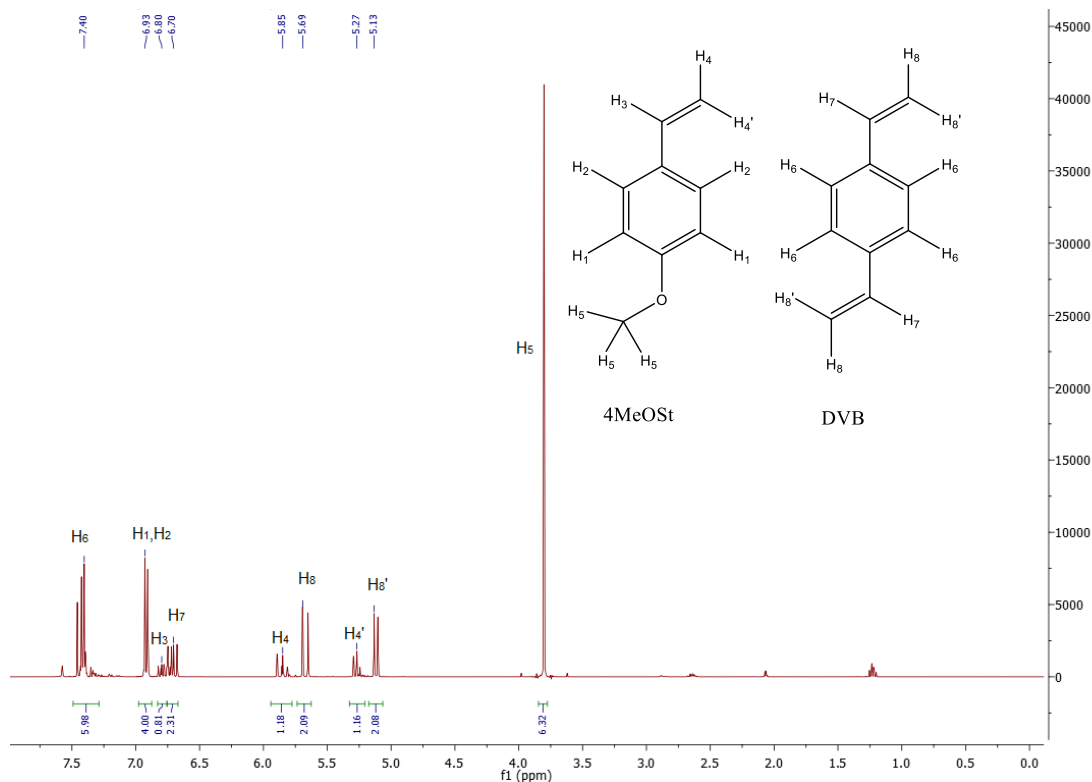 7.40 6.93 6.80 6.70 5.85 5.69 5.27 5.13
45000
40000
35000
30000
25000
20000
15000
10000
5000
0
H4
H3
H4'
H2 H2
H1 H1
O
H5
H5 H5
4MeOSt
H8
H7
H8'
H6 H6
H6 H6
H8'
H7
H8
DVB
H5
H6
H1,H2
H3
H7
H4
H8
H4'
H8'
5.98 4.00 0.81 2.31 1.18 2.09 1.16 2.08 6.32
7.5 7.0 6.5 6.0 5.5 5.0 4.5 4.0 3.5 3.0 2.5 2.0 1.5 1.0 0.5 0.0
f1 (ppm)